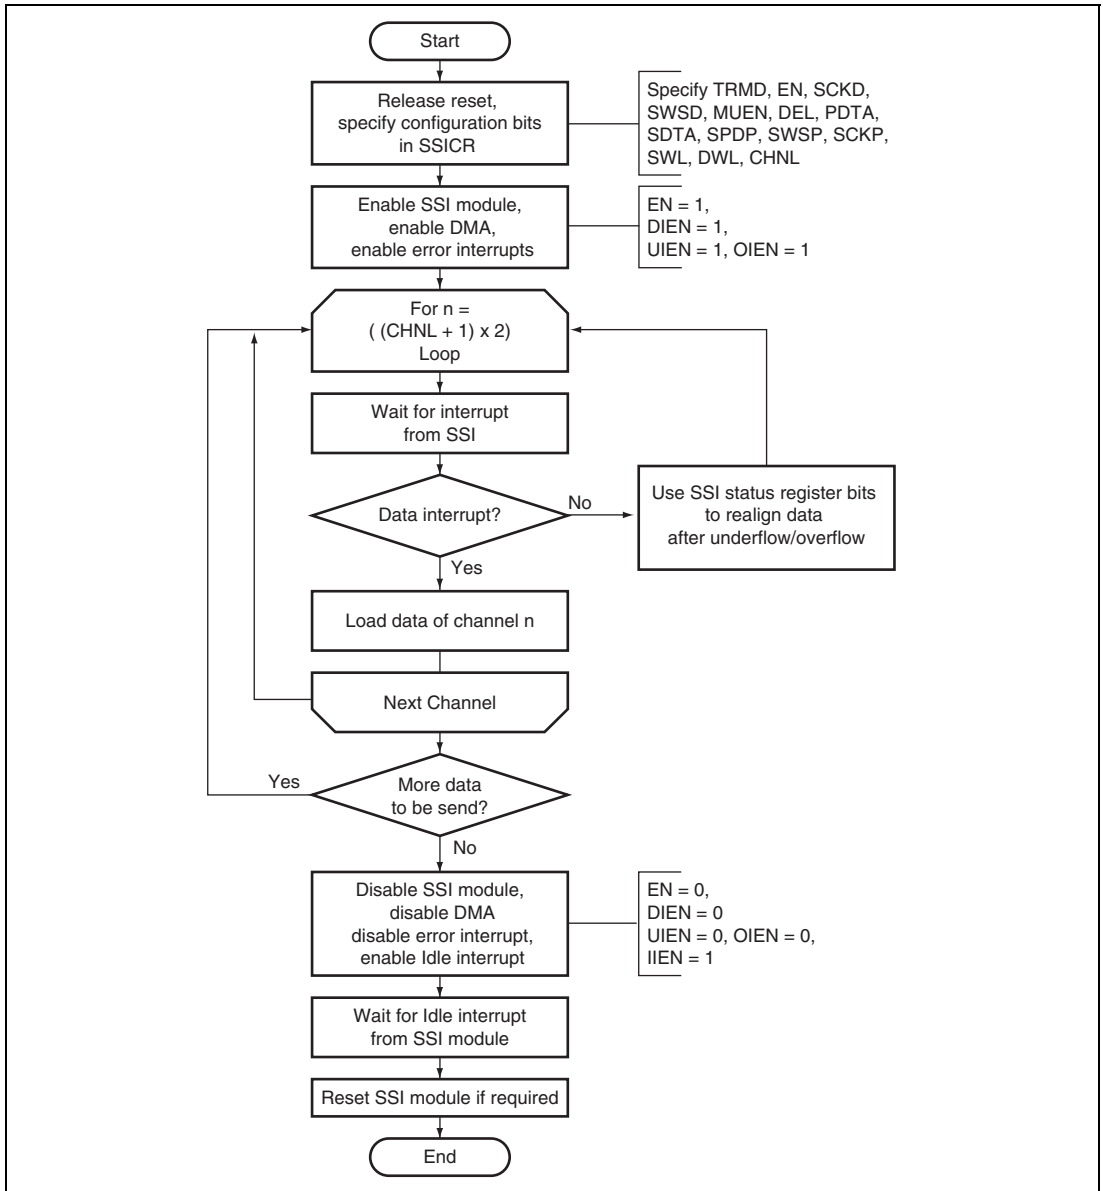 Start
Release reset,
specify configuration bits
in SSICR
Specify TRMD, EN, SCKD,
SWSD, MUEN, DEL, PDTA,
SDTA, SPDP, SWSP, SCKP,
SWL, DWL, CHNL
Enable SSI module,
enable DMA,
enable error interrupts
EN = 1,
DIEN = 1,
UIEN = 1, OIEN = 1
For n =
( (CHNL + 1) x 2)
Loop
Wait for interrupt
from SSI
Data interrupt?
No
Use SSI status register bits
to realign data
after underflow/overflow
Yes
Load data of channel n
Next Channel
Yes
More data
to be send?
No
Disable SSI module,
disable DMA
disable error interrupt,
enable Idle interrupt
EN = 0,
DIEN = 0
UIEN = 0, OIEN = 0,
IIEN = 1
Wait for Idle interrupt
from SSI module
Reset SSI module if required
End